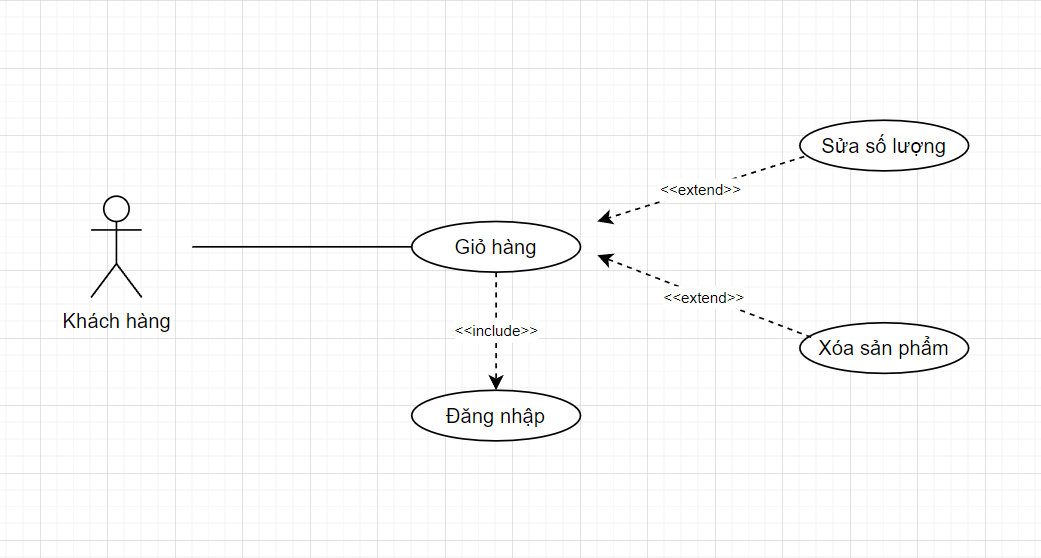 Sửa số lượng
<<extend>>
Giỏ hàng
<<extend>>
Khách hàng
<<include>>
Xóa sản phẩm
Đăng nhập